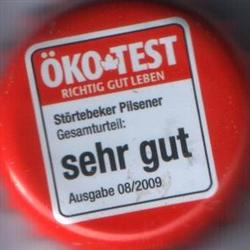 ÖKO TEST
RICHTIG GUT LEBEN
Störtebeker Pilsener
Gesamturteil:
sehr gut
Ausgabe 08/2009